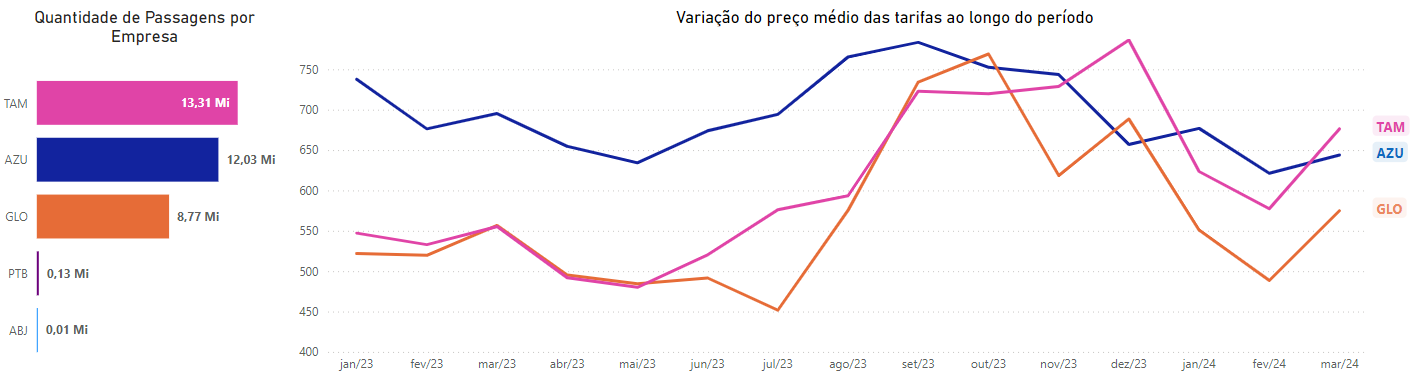 Quantidade de Passagens por
Empresa
TAM
13,31 Mi
AZU
12,03 Mi
GLO
8,77 Mi
PTB
0,13 Mi
ABJ
0,01 Mi
Variação do preço médio das tarifas ao longo do período
750
700
650
600
550
500
450
400
jan/23
fev/23
mar/23
abr/23
mai/23
jun/23
jul/23
ago/23
set/23
out/23
nov/23
dez/23
jan/24
fev/24
mar/24
TAM
AZU
GLO